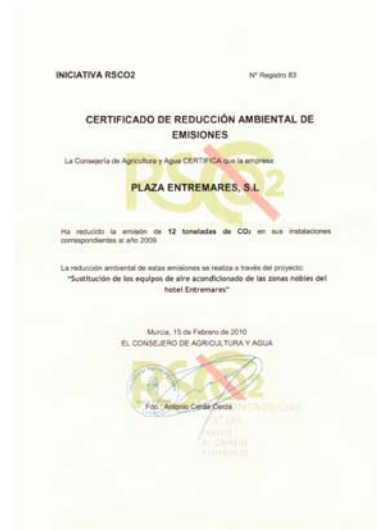 INICIATIVA RSCO2
Nº Registro 83
CERTIFICADO DE REDUCCIÓN AMBIENTAL DE
EMISIONES
La Consejería de Agricultura y Agua CERTIFICA que la empresa:
RSCO2
PLAZA ENTREMARES, S.L
Ha reducido la emisión de 12 toneladas de CO2 en sus instalaciones
correspondientes al año 2009
La reducción ambiental de estas emisiones se realiza a través del proyecto:
"Sustitución de los equipos de aire acondicionado de las zonas nobles del
hotel Entremares"
Murcia, 15 de Febrero de 2010
EL CONSEJERO DE AGRICULTURA Y AGUA
RSCO2
Fdo.: Antonio Cerdá Cerdá